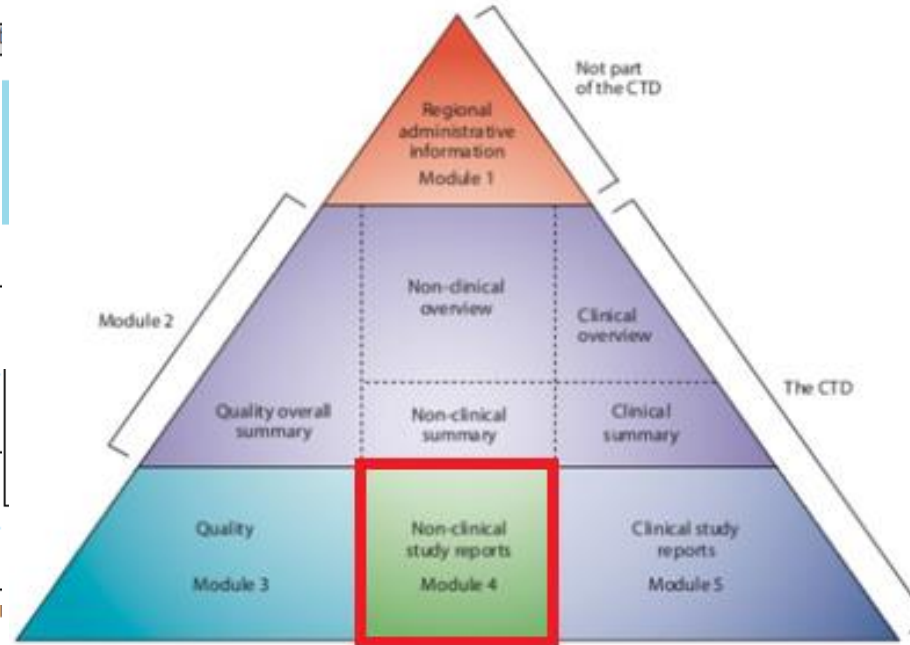 Not part
of the CTD
Regional
administrative
information
Module 1
Module 2
Non-clinical
overview
Clinical
overview
The CTD
Quality overall
summary
Non-clinical
summary
Clinical
summary
Quality
Module 3
Non-clinical
study reports
Module 4
Clinical study
reports
Module 5